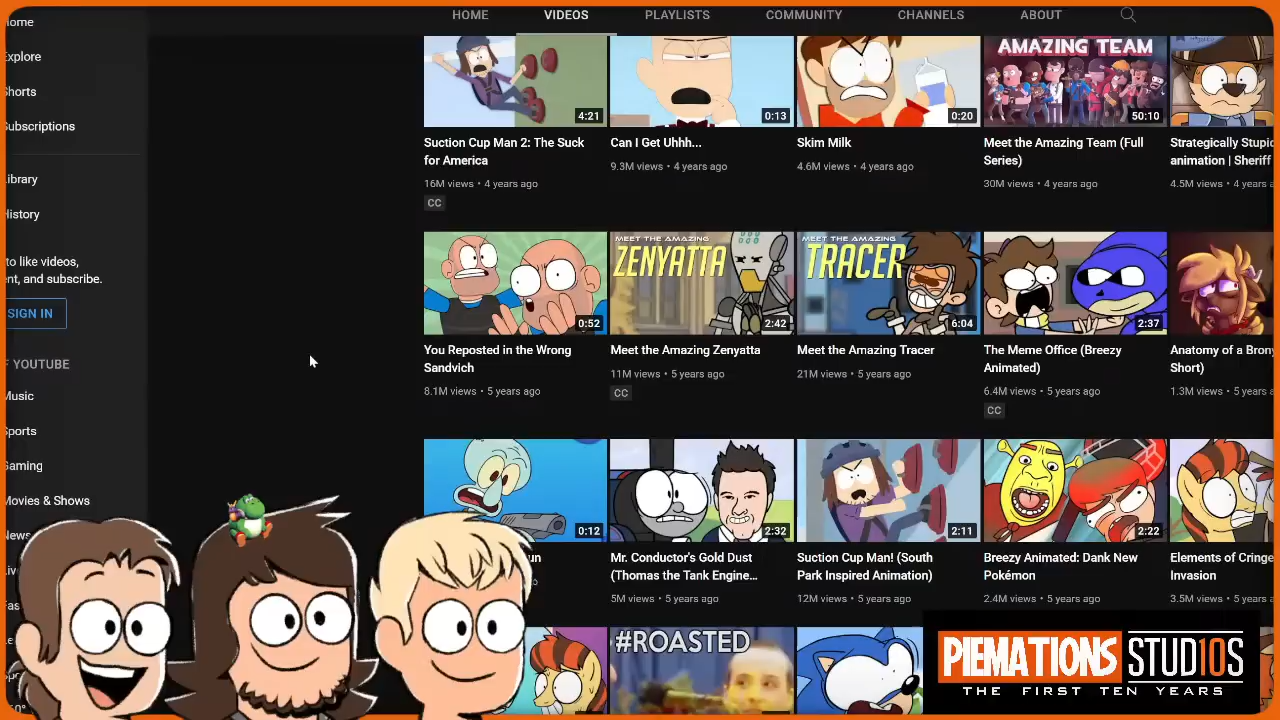 HOME
VIDEOS
PLAYLISTS
COMMUNITY
CHANNELS
ABOUT
ome
xplore
horts
ubscriptions
ibrary
istory
to like videos,
ent, and subscribe.
SIGN IN
F YOUTUBE
Music
Sports
aming
Movies & Shows
News
AMAZING TEAM
4:21
0:13
0:20
50:10
Suction Cup Man 2: The Suck
for America
16M views • 4 years ago
CC
Can I Get Uhhh...
9.3M views • 4 years ago
Skim Milk
4.6M views • 4 years ago
Meet the Amazing Team (Full
Series)
30M views • 4 years ago
Strategically Stupid
animation | Sheriff
4.5M views • 4 years a
MEET THE AMAZING
ZENYATTA
MEET THE AMAZING
TRACER
0:52
2:42
6:04
2:37
You Reposted in the Wrong
Sandvich
8.1M views • 5 years ago
Meet the Amazing Zenyatta
11M views • 5 years ago
CC
Meet the Amazing Tracer
21M views • 5 years ago
The Meme Office (Breezy
Animated)
6.4M views • 5 years ago
CC
Anatomy of a Brony
Short)
1.3M views • 5 years a
0:12
2:32
2:11
2:22
un
Mr. Conductor's Gold Dust
(Thomas the Tank Engine...
5M views • 5 years ago
Suction Cup Man! (South
Park Inspired Animation)
12M views • 5 years ago
Breezy Animated: Dank New
Pokémon
2.4M views • 5 years ago
Elements of Cringe
Invasion
3.5M views • 5 years a
#ROASTED
PIEMATIONS STUD10S
THE FIRST TEN YEARS